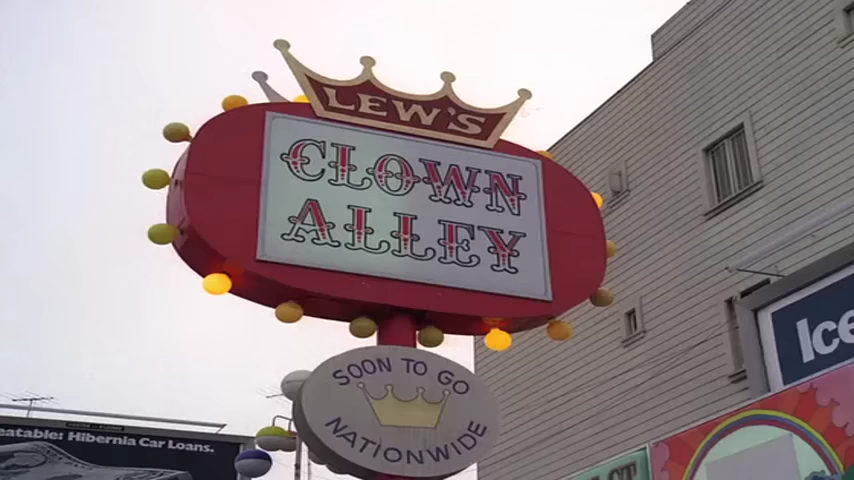 LEW'S
CLOWN
ALLEY
SOON TO GO
NATIONWIDE
Ice
eatable: Hibernia Car Loans.